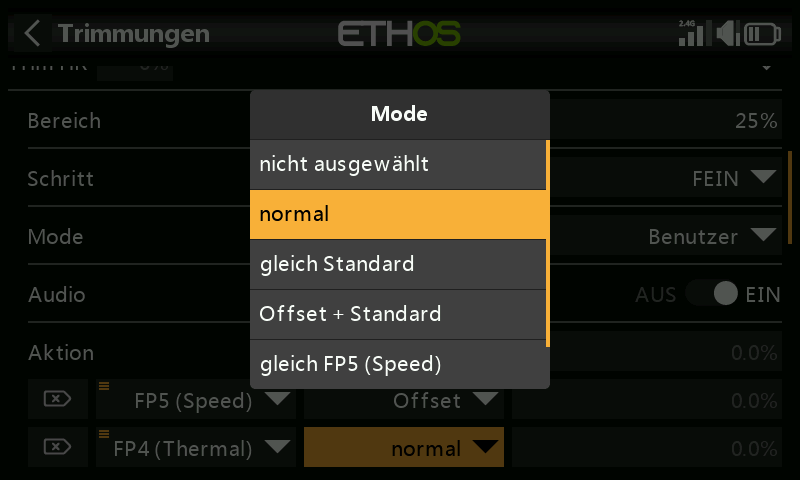 Trimmungen
ETHOS
2.4G
Mode
Bereich
25%
nicht ausgewählt
Schritt
FEIN
normal
Mode
Benutzer
gleich Standard
Audio
AUS EIN
Offset + Standard
Aktion
0.0%
gleich FP5 (Speed)
FP5 (Speed)
Offset
0.0%
FP4 (Thermal)
normal
0.0%